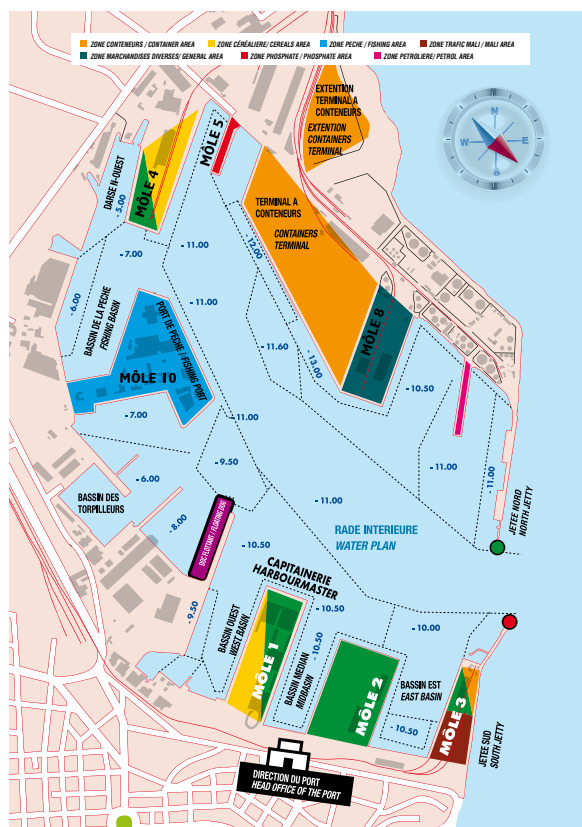 ZONE CONTENEURS / CONTAINER AREA
ZONE CÉRÉALIERE/ CEREALS AREA
ZONE PECHE / FISHING AREA
ZONE TRAFIC MALI / MALI AREA
ZONE MARCHANDISES DIVERSES/ GENERAL AREA
ZONE PHOSPHATE / PHOSPHATE AREA
ZONE PETROLIERE/ PETROL AREA
EXTENTION
TERMINAL A
CONTENEURS
EXTENTION
CONTAINERS
TERMINAL
N
W
E
S
MÔLE 5
MÔLE 4
DARSE N-OUEST
- 5.00
- 7.00
- 11.00
- 12.00
TERMINAL A
CONTENEURS
CONTAINERS
TERMINAL
- 6.00
BASSIN DE LA PECHE
FISHING BASIN
- 11.00
PORT DE PECHE / FISHING PORT
MÔLE 10
- 11.60
- 13.00
MÔLE 8
- 10.50
- 7.00
- 11.00
- 9.50
- 11.00
- 11.00
- 11.00
- 6.00
BASSIN DES
TORPILLEURS
- 8.00
DOC FLOTTANT / FLOATING DOC
RADE INTERIEURE
WATER PLAN
JETEE NORD
NORTH JETTY
- 10.50
CAPITAINERIE
HARBOURMASTER
- 9.50
- 10.50
- 10.00
BASSIN OUEST
WEST BASIN
MÔLE 1
- 10.50
BASSIN MEDIAN
MIDBASIN
MÔLE 2
BASSIN EST
EAST BASIN
- 10.50
MÔLE 3
JETEE SUD
SOUTH JETTY
DIRECTION DU PORT
HEAD OFFICE OF THE PORT